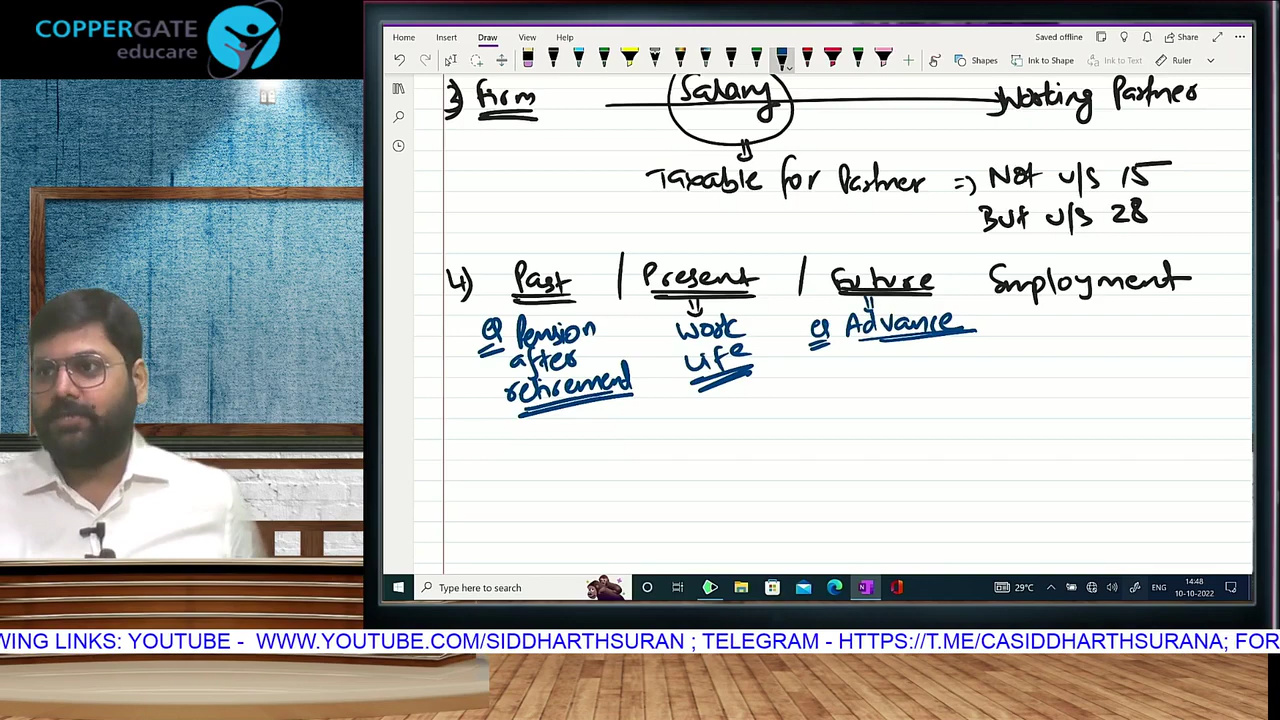 COPPERGATE
educare
Home Insert Draw View Help
Saved offline
Share
Shapes
Ink to Shape
Ink to Text
Ruler
3) Firm Salary Working Partner
Taxable for Partner => Not u/s 15
But u/s 28
4) Past | Present | Future Employment
eg Pension after retirement
Work Life
eg Advance
Type here to search
29°C
ENG
14:48
10-10-2022
WING LINKS: YOUTUBE - WWW.YOUTUBE.COM/SIDDHARTHSURAN ; TELEGRAM - HTTPS://T.ME/CASIDDHARTHSURANA; FOR